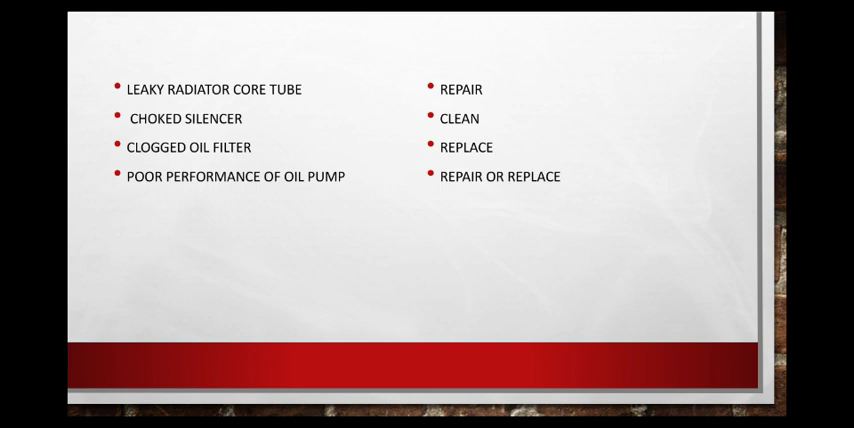 LEAKY RADIATOR CORE TUBE
CHOKED SILENCER
CLOGGED OIL FILTER
POOR PERFORMANCE OF OIL PUMP
REPAIR
CLEAN
REPLACE
REPAIR OR REPLACE